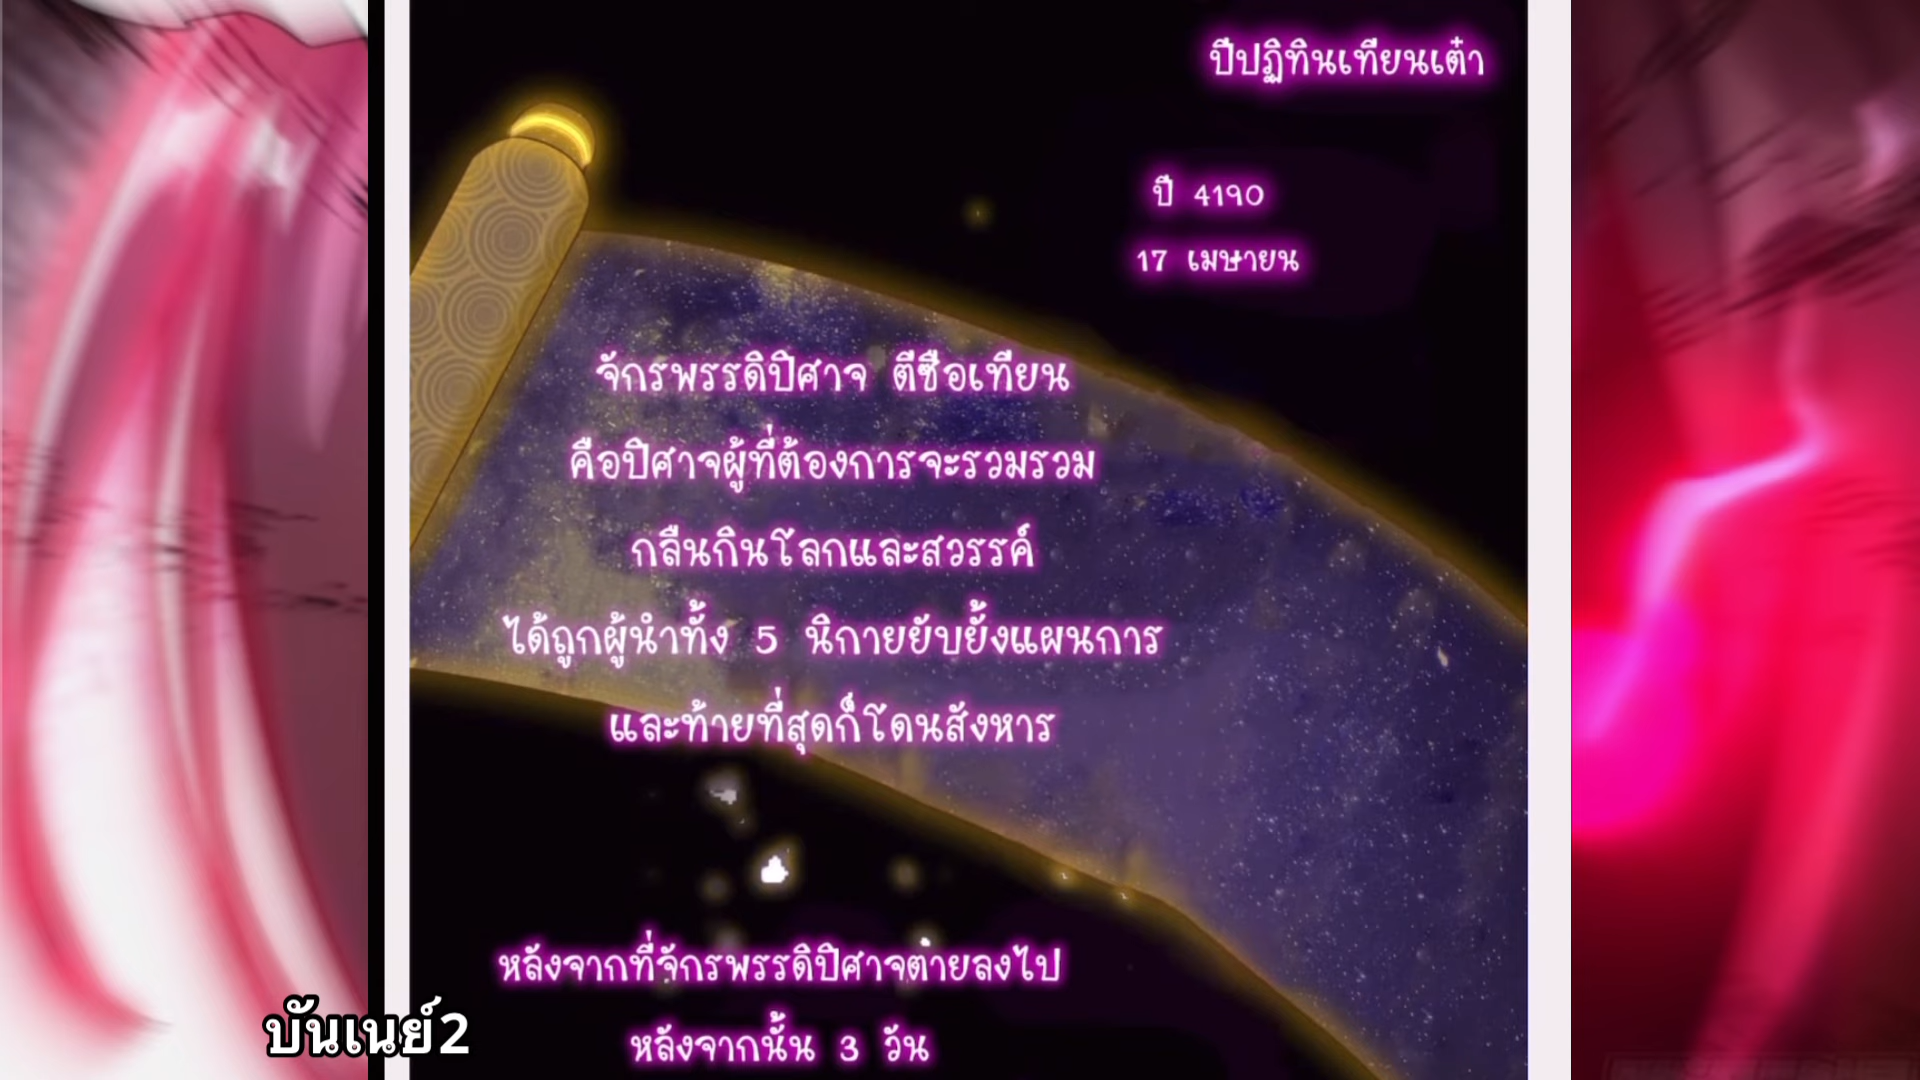 ปีปฏิทินเทียนเต๋า
ปี 4190
17 เมษายน
จักรพรรดิปีศาจ ตีซือเทียน
คือปีศาจผู้ที่ต้องการจะรวมรวม
กลืนกินโลกและสวรรค์
ได้ถูกผู้นำทั้ง 5 นิกายยับยั้งแผนการ
และท้ายที่สุดก็โดนสังหาร
หลังจากที่จักรพรรดิปีศาจต่ายลงไป
หลังจากนั้น 3 วัน
บันเนย์2